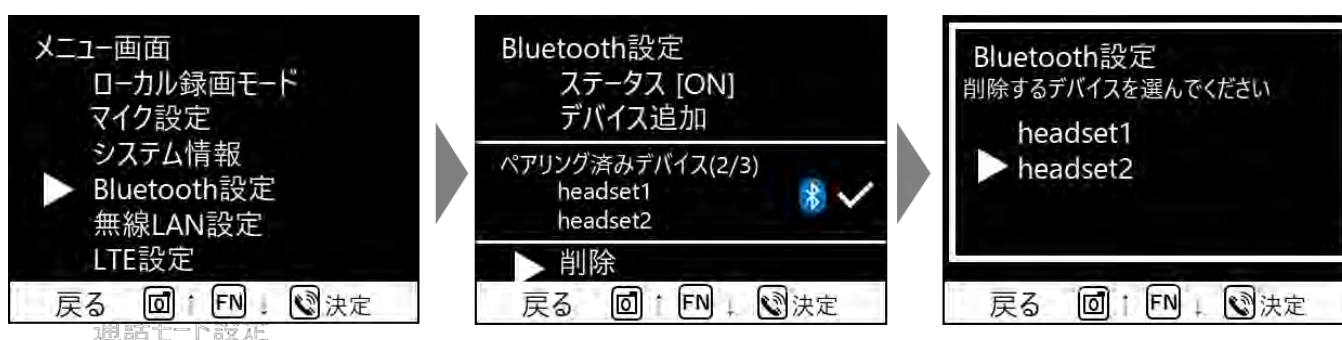 メニュー画面
ローカル録画モード
マイク設定
システム情報
Bluetooth設定
無線LAN設定
LTE設定
戻る ↑ FN ↓ 決定
通話モード設定
Bluetooth設定
ステータス [ON]
デバイス追加
ペアリング済みデバイス(2/3)
headset1
headset2
削除
戻る ↑ FN ↓ 決定
Bluetooth設定
削除するデバイスを選んでください
headset1
headset2
戻る ↑ FN ↓ 決定